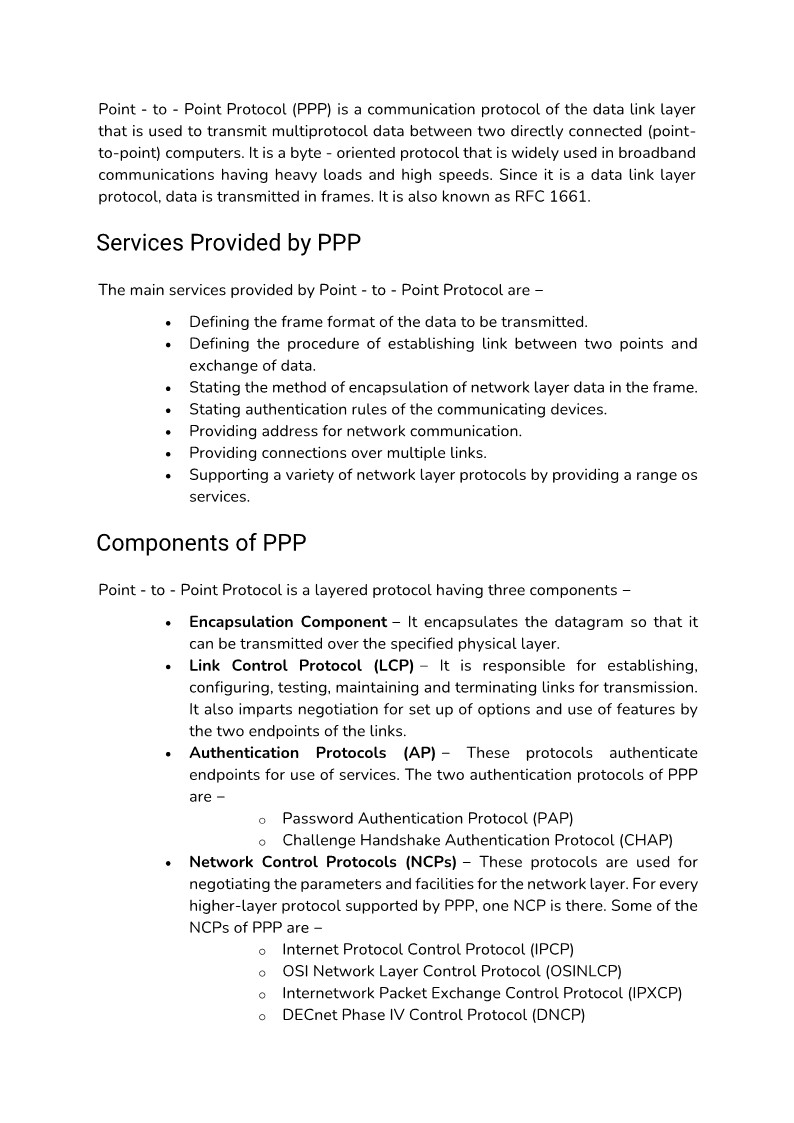 Point - to - Point Protocol (PPP) is a communication protocol of the data link layer
that is used to transmit multiprotocol data between two directly connected (point-
to-point) computers. It is a byte - oriented protocol that is widely used in broadband
communications having heavy loads and high speeds. Since it is a data link layer
protocol, data is transmitted in frames. It is also known as RFC 1661.
Services Provided by PPP
The main services provided by Point - to - Point Protocol are −
• Defining the frame format of the data to be transmitted.
• Defining the procedure of establishing link between two points and
exchange of data.
• Stating the method of encapsulation of network layer data in the frame.
• Stating authentication rules of the communicating devices.
• Providing address for network communication.
• Providing connections over multiple links.
• Supporting a variety of network layer protocols by providing a range os
services.
Components of PPP
Point - to - Point Protocol is a layered protocol having three components −
• Encapsulation Component − It encapsulates the datagram so that it
can be transmitted over the specified physical layer.
• Link Control Protocol (LCP) − It is responsible for establishing,
configuring, testing, maintaining and terminating links for transmission.
It also imparts negotiation for set up of options and use of features by
the two endpoints of the links.
• Authentication Protocols (AP) − These protocols authenticate
endpoints for use of services. The two authentication protocols of PPP
are −
o Password Authentication Protocol (PAP)
o Challenge Handshake Authentication Protocol (CHAP)
• Network Control Protocols (NCPs) − These protocols are used for
negotiating the parameters and facilities for the network layer. For every
higher-layer protocol supported by PPP, one NCP is there. Some of the
NCPs of PPP are −
o Internet Protocol Control Protocol (IPCP)
o OSI Network Layer Control Protocol (OSINLCP)
o Internetwork Packet Exchange Control Protocol (IPXCP)
o DECnet Phase IV Control Protocol (DNCP)